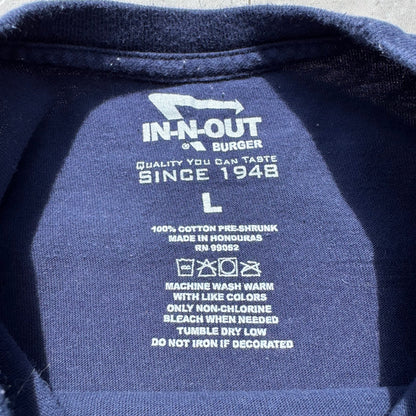 IN-N-OUT
® BURGER
QUALITY YOU CAN TASTE
SINCE 1948
L
100% COTTON PRE-SHRUNK
MADE IN HONDURAS
RN 99062
MACHINE WASH WARM
WITH LIKE COLORS
ONLY NON-CHLORINE
BLEACH WHEN NEEDED
TUMBLE DRY LOW
DO NOT IRON IF DECORATED